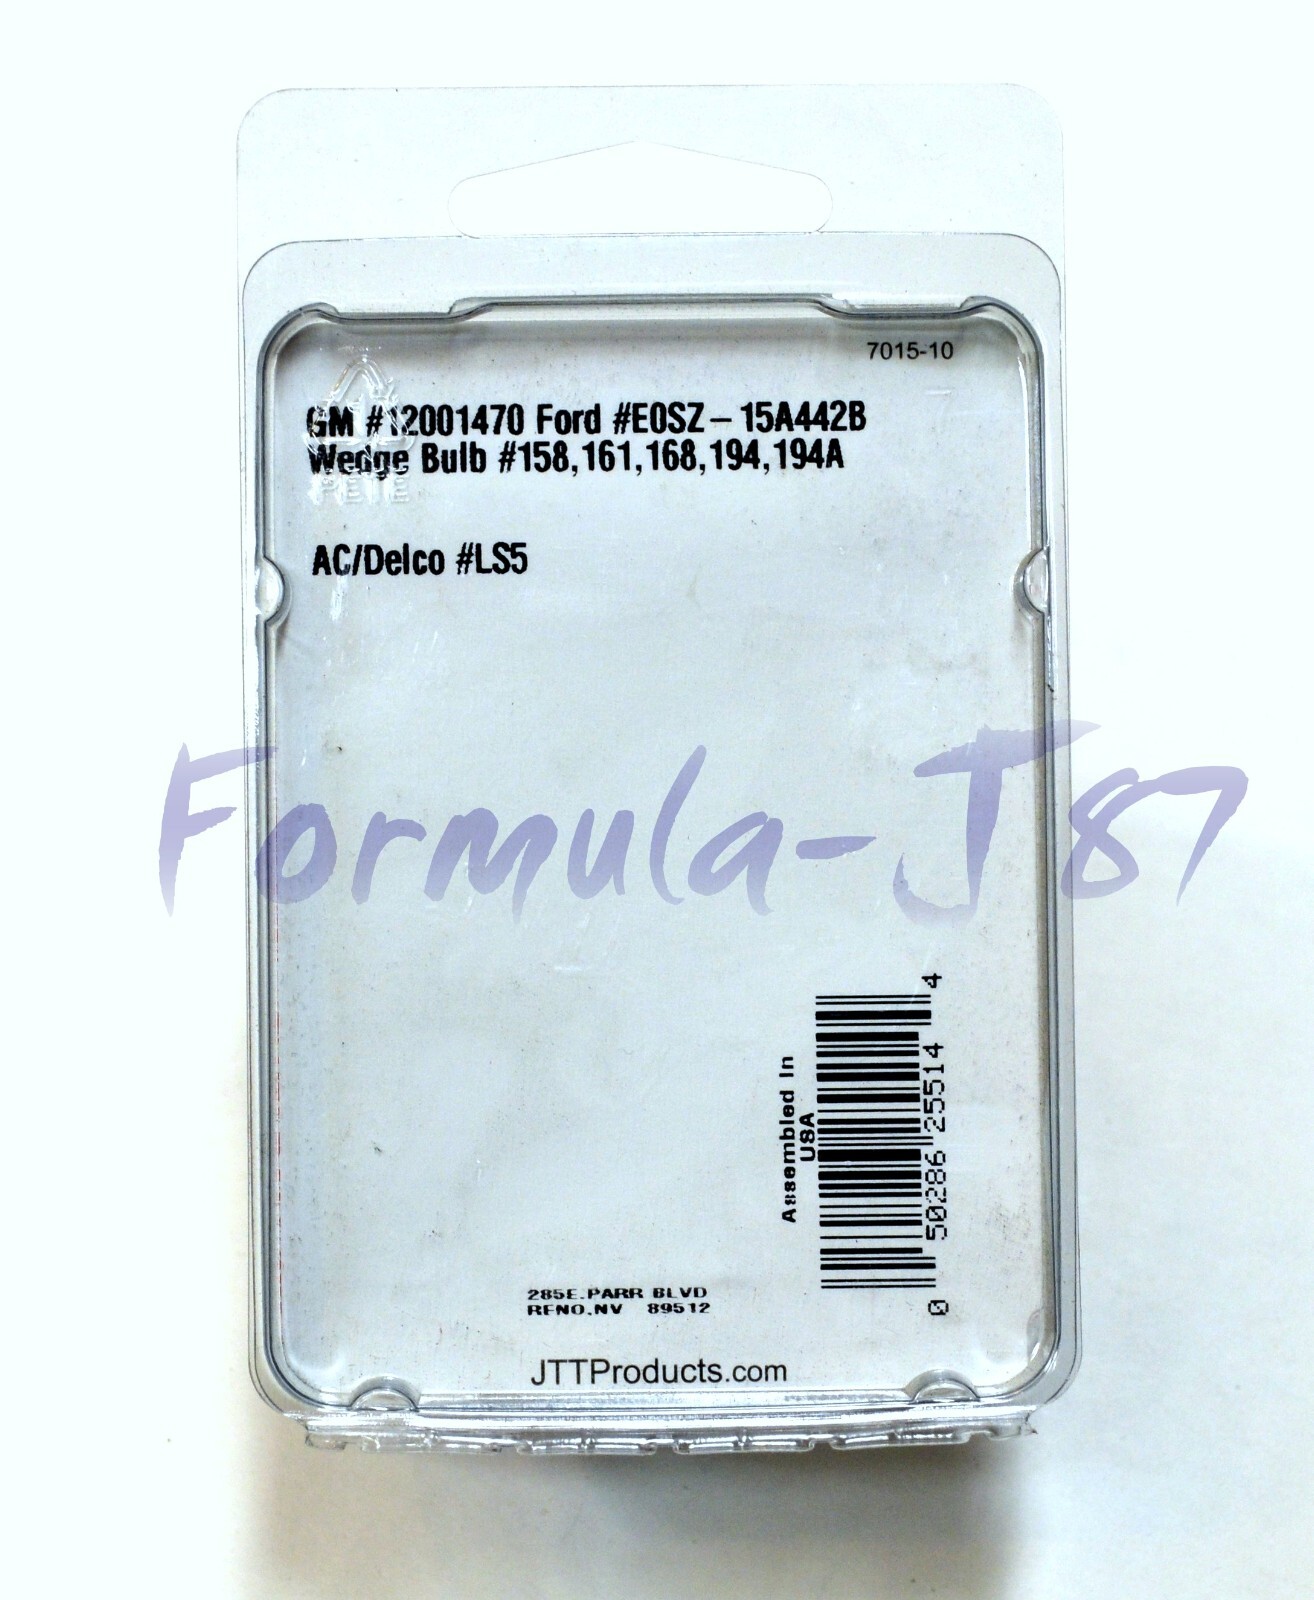 7015-10
GM #12001470 Ford #E0SZ – 15A442B
Wedge Bulb #158,161,168,194,194A
PETE
AC/Delco #LS5
Formula-J87
Assembled In
USA
0 50286 25514 4
285E.PARR BLVD
RENO.NV 89512
JTTProducts.com